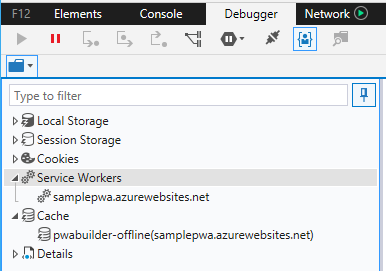 F12 Elements Console Debugger Network
Type to filter
Local Storage
Session Storage
Cookies
Service Workers
samplepwa.azurewebsites.net
Cache
pwabuilder-offline(samplepwa.azurewebsites.net)
Details